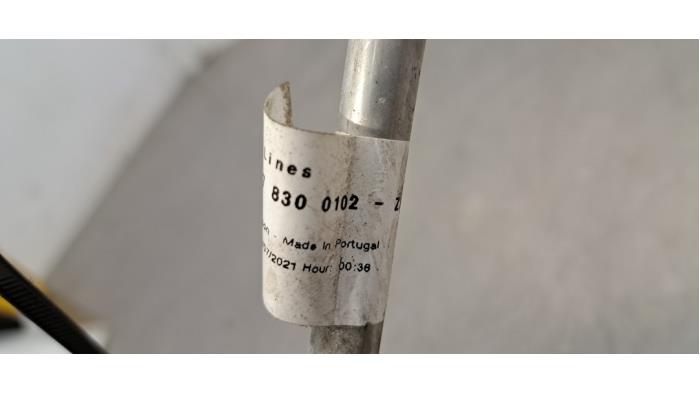 Lines
830 0102 -
- Made In Portugal
/2021 Hour: 00:36